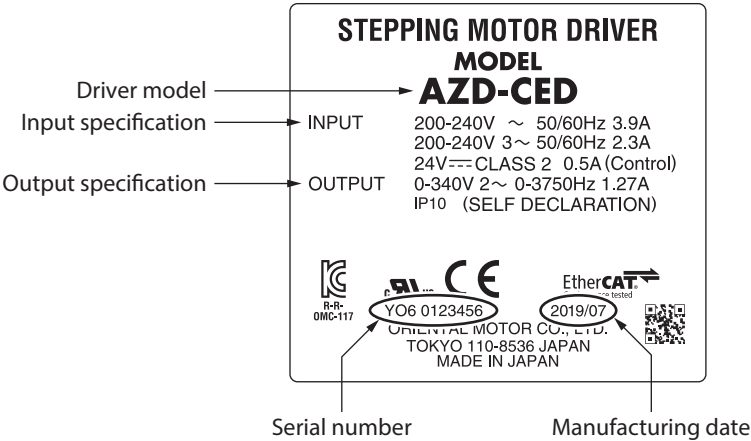 STEPPING MOTOR DRIVER
MODEL
Driver model
AZD-CED
Input specification
INPUT
200-240V ～ 50/60Hz 3.9A
200-240V 3～ 50/60Hz 2.3A
24V⎓CLASS 2 0.5A (Control)
Output specification
OUTPUT
0-340V 2～ 0-3750Hz 1.27A
IP10 (SELF DECLARATION)
R-R-
OMC-117
CE
EtherCAT®
tested
YO6 0123456
2019/07
ORIENTAL MOTOR CO., LTD.
TOKYO 110-8536 JAPAN
MADE IN JAPAN
Serial number
Manufacturing date